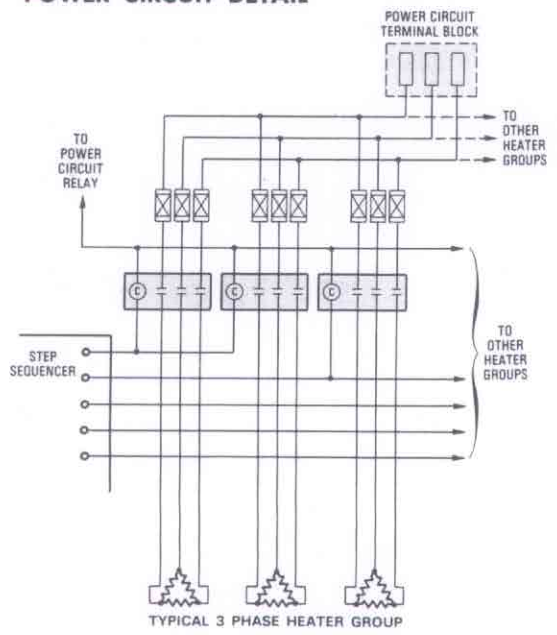 POWER CIRCUIT DETAIL
POWER CIRCUIT
TERMINAL BLOCK
TO
OTHER
HEATER
GROUPS
TO
POWER
CIRCUIT
RELAY
C
C
C
STEP
SEQUENCER
TO
OTHER
HEATER
GROUPS
TYPICAL 3 PHASE HEATER GROUP